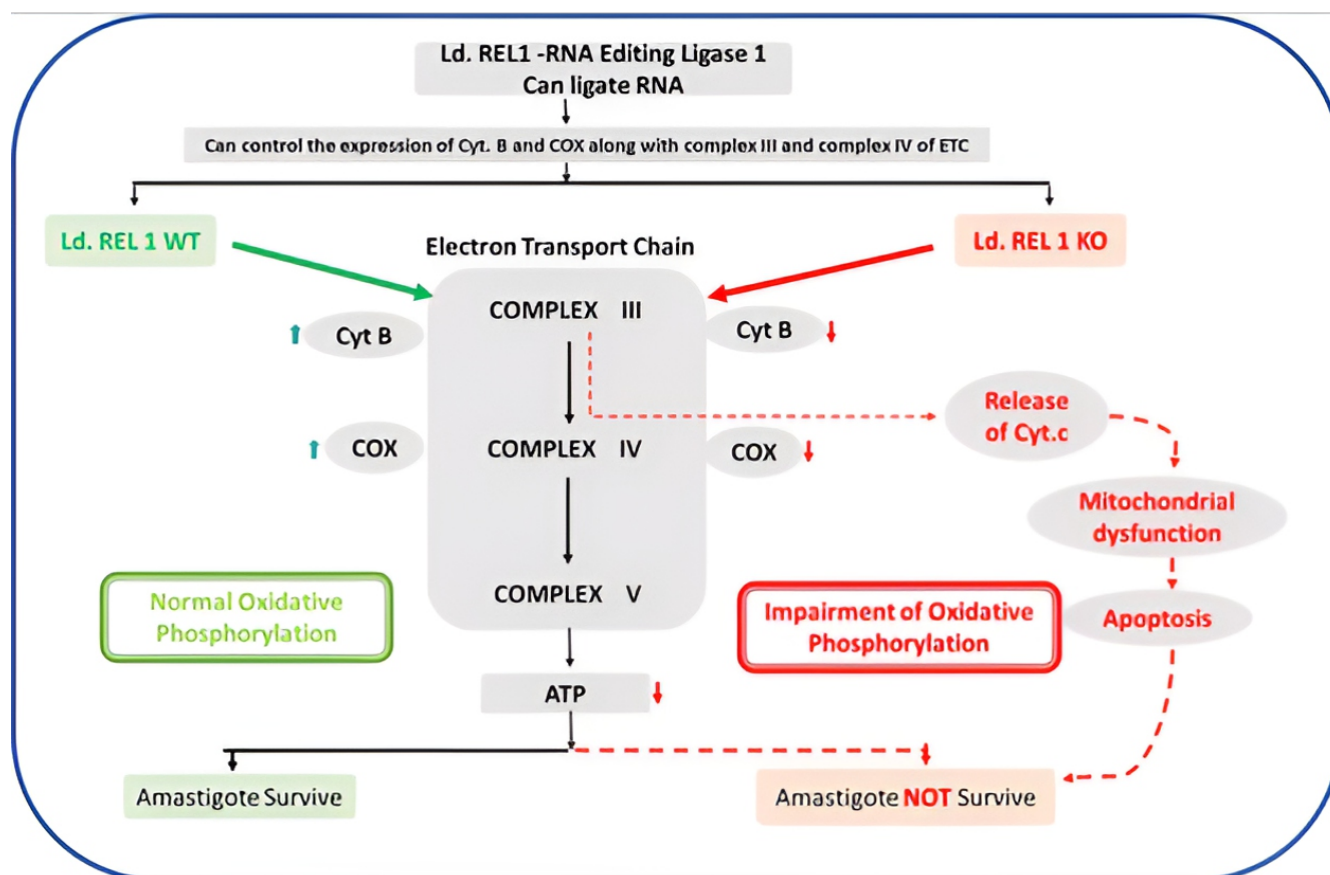 Ld. REL1 -RNA Editing Ligase 1
Can ligate RNA
Can control the expression of Cyt. B and COX along with complex III and complex IV of ETC
Ld. REL 1 WT
Ld. REL 1 KO
Electron Transport Chain
COMPLEX III
Cyt B
Cyt B
Release
of Cyt.c
COX
COMPLEX IV
COX
Mitochondrial
dysfunction
Normal Oxidative
Phosphorylation
COMPLEX V
Impairment of Oxidative
Phosphorylation
Apoptosis
ATP
Amastigote Survive
Amastigote NOT Survive